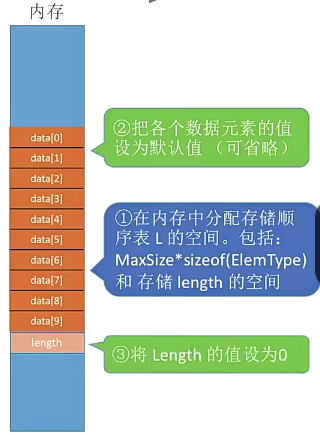 内存
data[0]
data[1]
data[2]
data[3]
data[4]
data[5]
data[6]
data[7]
data[8]
data[9]
length
②把各个数据元素的值
设为默认值 （可省略）
①在内存中分配存储顺
序表 L 的空间。包括：
MaxSize*sizeof(ElemType)
和 存储 length 的空间
③将 Length 的值设为0